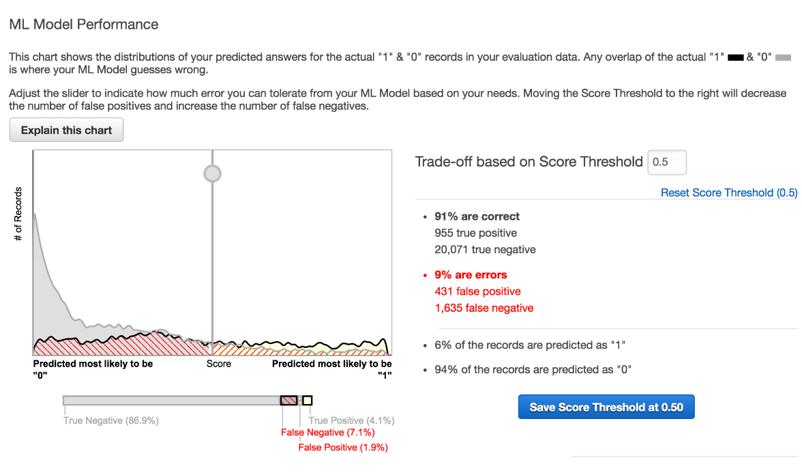 ML Model Performance
This chart shows the distributions of your predicted answers for the actual "1" & "0" records in your evaluation data. Any overlap of the actual "1" & "0"
is where your ML Model guesses wrong.
Adjust the slider to indicate how much error you can tolerate from your ML Model based on your needs. Moving the Score Threshold to the right will decrease
the number of false positives and increase the number of false negatives.
Explain this chart
# of Records
Predicted most likely to be
"0"
Score
Predicted most likely to be
"1"
True Negative (86.9%)
True Positive (4.1%)
False Negative (7.1%)
False Positive (1.9%)
Trade-off based on Score Threshold 0.5
Reset Score Threshold (0.5)
• 91% are correct
955 true positive
20,071 true negative
• 9% are errors
431 false positive
1,635 false negative
• 6% of the records are predicted as "1"
• 94% of the records are predicted as "0"
Save Score Threshold at 0.50